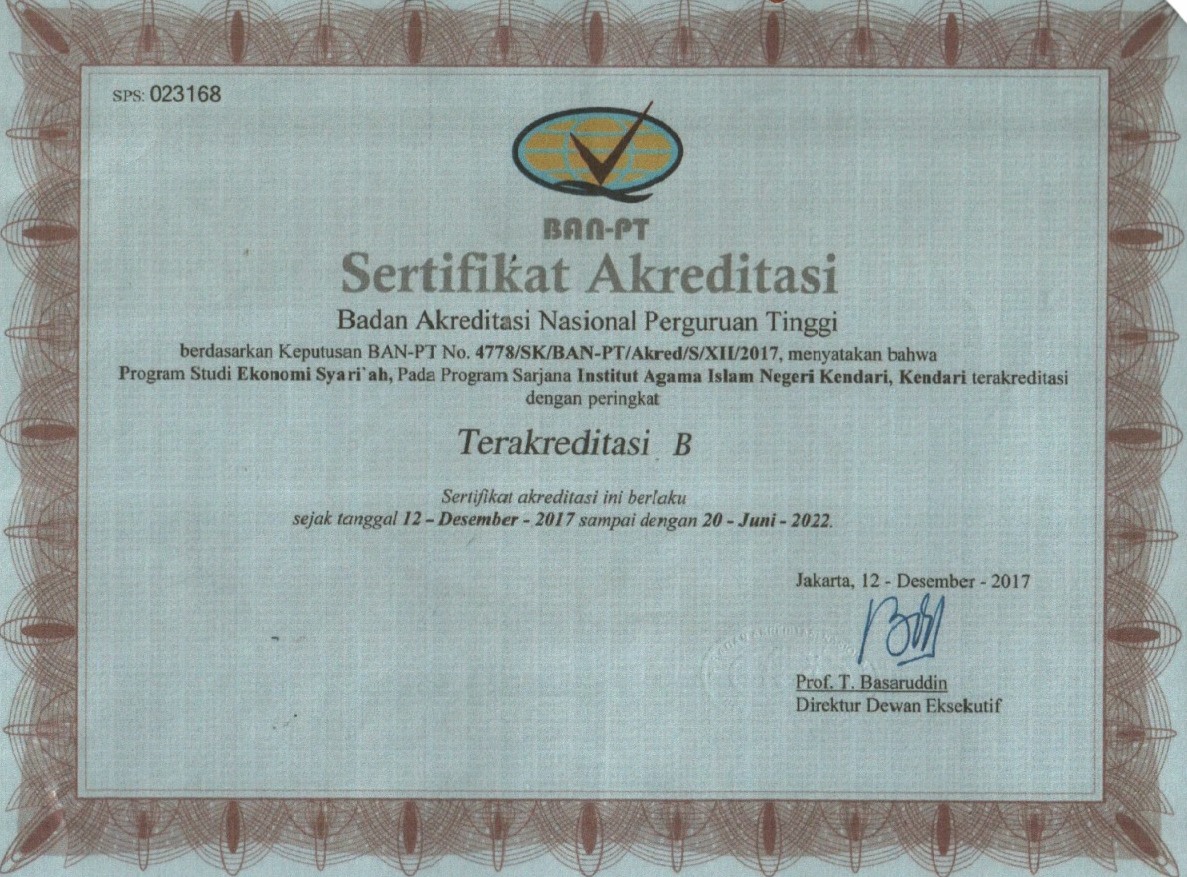 SPS: 023168
BAN-PT
Sertifikat Akreditasi
Badan Akreditasi Nasional Perguruan Tinggi
berdasarkan Keputusan BAN-PT No. 4778/SK/BAN-PT/Akred/S/XII/2017, menyatakan bahwa
Program Studi Ekonomi Syari`ah, Pada Program Sarjana Institut Agama Islam Negeri Kendari, Kendari terakreditasi
dengan peringkat
Terakreditasi B
Sertifikat akreditasi ini berlaku
sejak tanggal 12 – Desember - 2017 sampai dengan 20 - Juni - 2022.
Jakarta, 12 - Desember - 2017
Prof. T. Basaruddin
Direktur Dewan Eksekutif